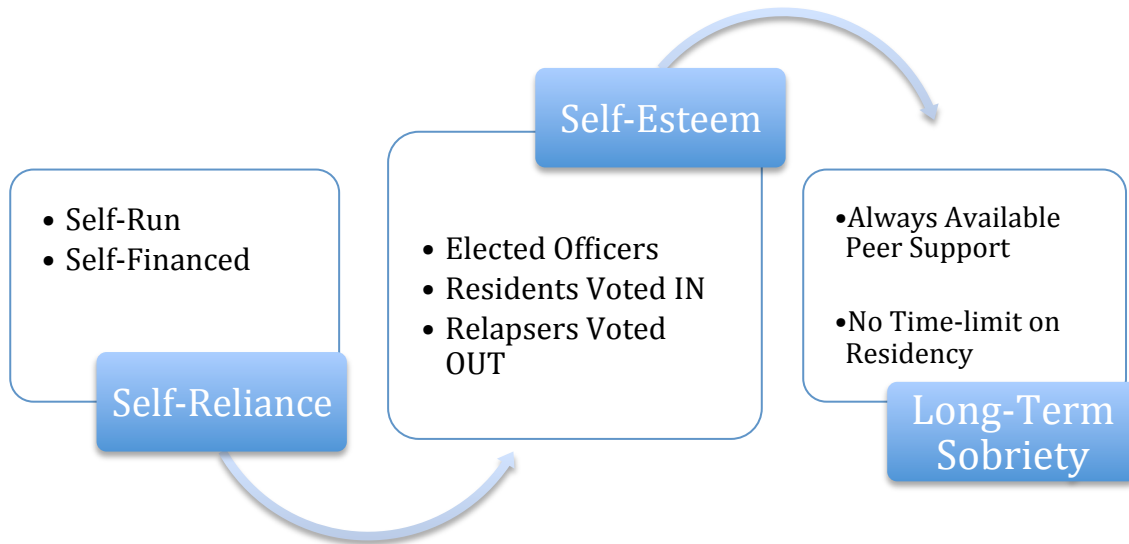 • Self-Run
• Self-Financed
Self-Reliance
Self-Esteem
• Elected Officers
• Residents Voted IN
• Relapsers Voted
OUT
•Always Available
Peer Support
•No Time-limit on
Residency
Long-Term
Sobriety